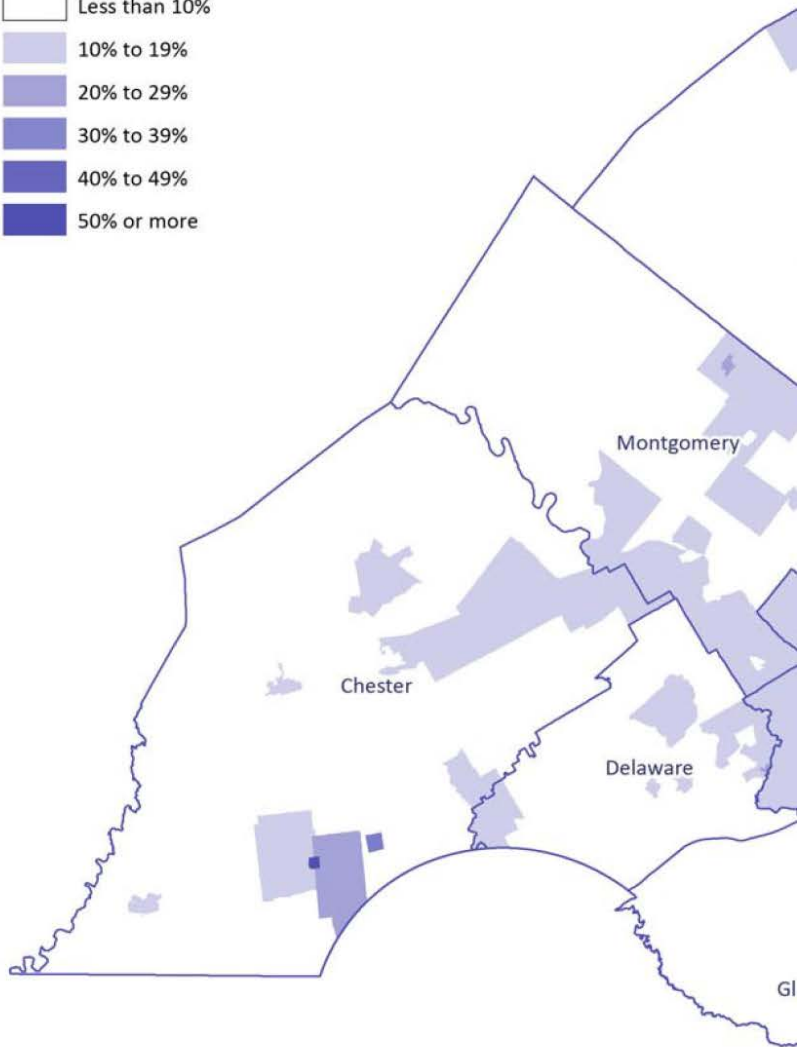 Less than 10%
10% to 19%
20% to 29%
30% to 39%
40% to 49%
50% or more
Montgomery
Chester
Delaware
Gl